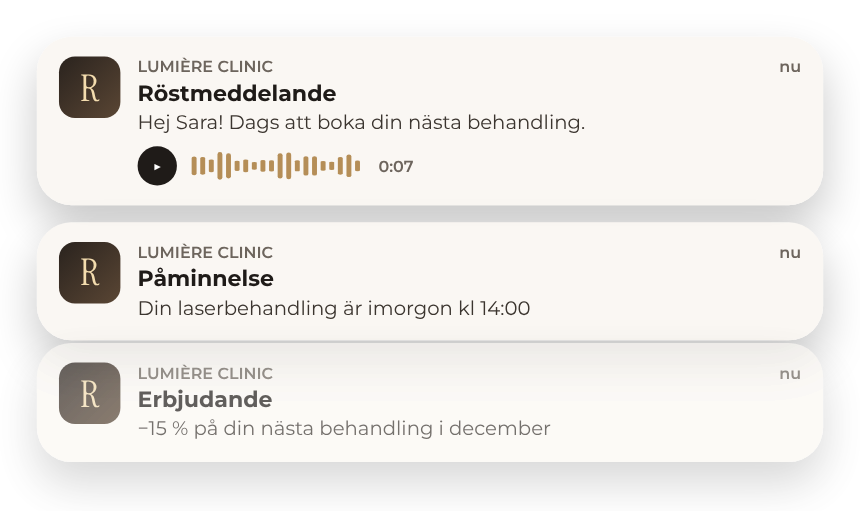 R
LUMIÈRE CLINIC
nu
Röstmeddelande
Hej Sara! Dags att boka din nästa behandling.
0:07
R
LUMIÈRE CLINIC
nu
Påminnelse
Din laserbehandling är imorgon kl 14:00
R
LUMIÈRE CLINIC
nu
Erbjudande
−15 % på din nästa behandling i december